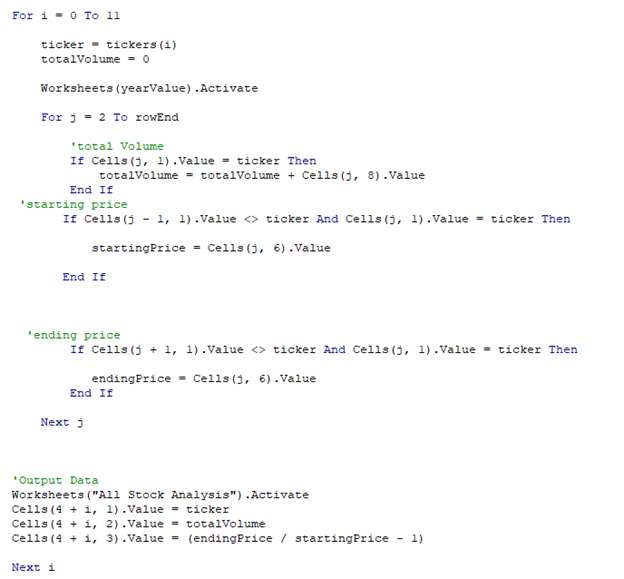 For i = 0 To 11
ticker = tickers(i)
totalVolume = 0
Worksheets(yearValue).Activate
For j = 2 To rowEnd
'total Volume
If Cells(j, 1).Value = ticker Then
totalVolume = totalVolume + Cells(j, 8).Value
End If
'starting price
If Cells(j - 1, 1).Value <> ticker And Cells(j, 1).Value = ticker Then
startingPrice = Cells(j, 6).Value
End If
'ending price
If Cells(j + 1, 1).Value <> ticker And Cells(j, 1).Value = ticker Then
endingPrice = Cells(j, 6).Value
End If
Next j
'Output Data
Worksheets("All Stock Analysis").Activate
Cells(4 + i, 1).Value = ticker
Cells(4 + i, 2).Value = totalVolume
Cells(4 + i, 3).Value = (endingPrice / startingPrice - 1)
Next i